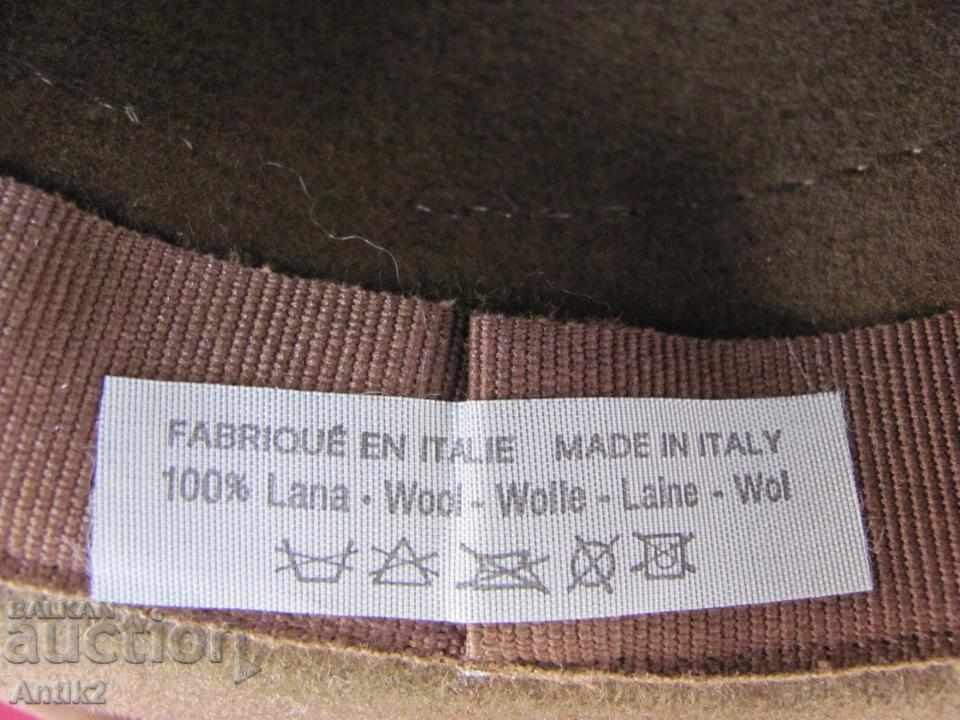 FABRIQUÉ EN ITALIE MADE IN ITALY
100% Lana • Wool - Wolle - Laine - Wol
BALKAN
auction
Antik2